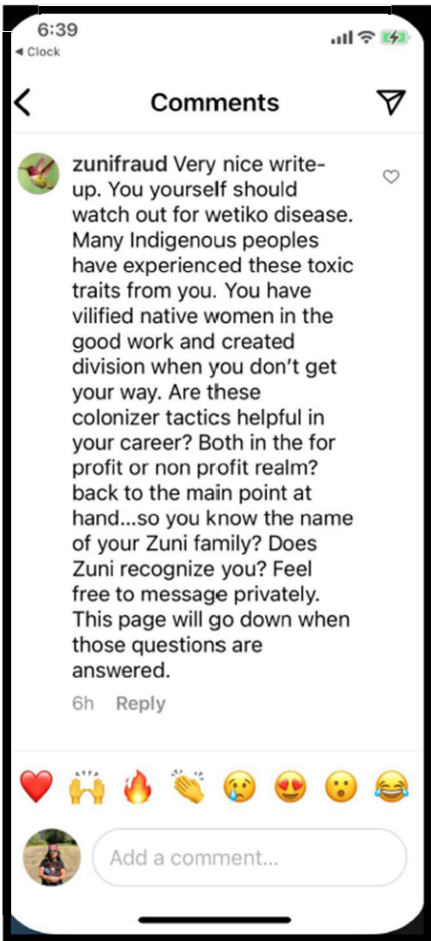 6:39
◀ Clock
Comments
zunifraud Very nice write-
up. You yourself should
watch out for wetiko disease.
Many Indigenous peoples
have experienced these toxic
traits from you. You have
vilified native women in the
good work and created
division when you don’t get
your way. Are these
colonizer tactics helpful in
your career? Both in the for
profit or non profit realm?
back to the main point at
hand...so you know the name
of your Zuni family? Does
Zuni recognize you? Feel
free to message privately.
This page will go down when
those questions are
answered.
6h Reply
Add a comment...